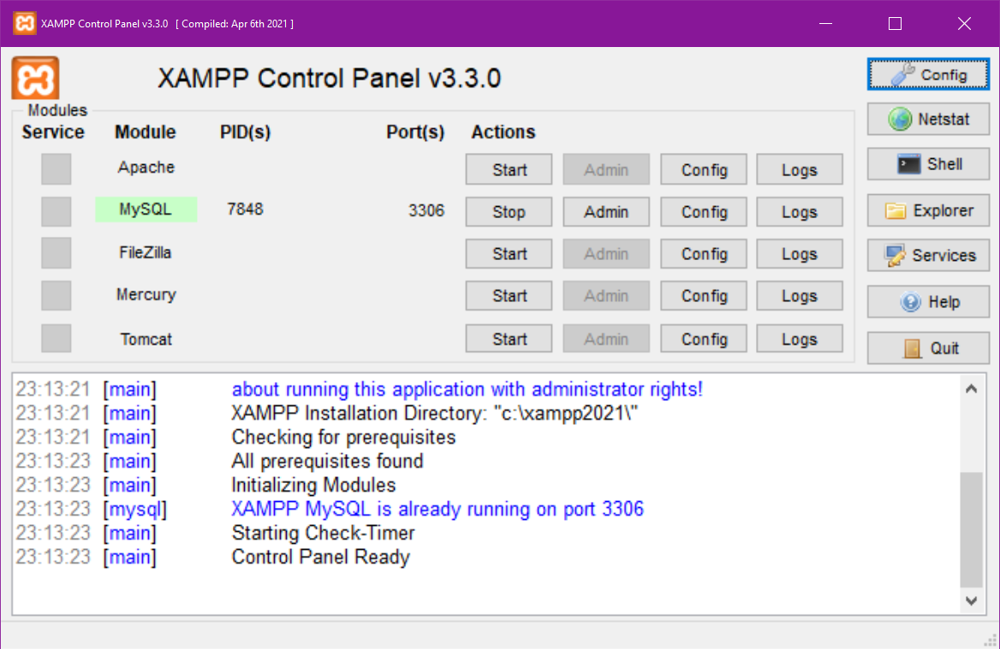 XAMPP Control Panel v3.3.0 [ Compiled: Apr 6th 2021 ]
XAMPP Control Panel v3.3.0
Config
Modules
Service Module PID(s) Port(s) Actions
Netstat
Apache Start Admin Config Logs
Shell
MySQL 7848 3306 Stop Admin Config Logs
Explorer
FileZilla Start Admin Config Logs
Services
Mercury Start Admin Config Logs
Help
Tomcat Start Admin Config Logs
Quit
23:13:21 [main] about running this application with administrator rights!
23:13:21 [main] XAMPP Installation Directory: "c:\xampp2021\"
23:13:21 [main] Checking for prerequisites
23:13:23 [main] All prerequisites found
23:13:23 [main] Initializing Modules
23:13:23 [mysql] XAMPP MySQL is already running on port 3306
23:13:23 [main] Starting Check-Timer
23:13:23 [main] Control Panel Ready